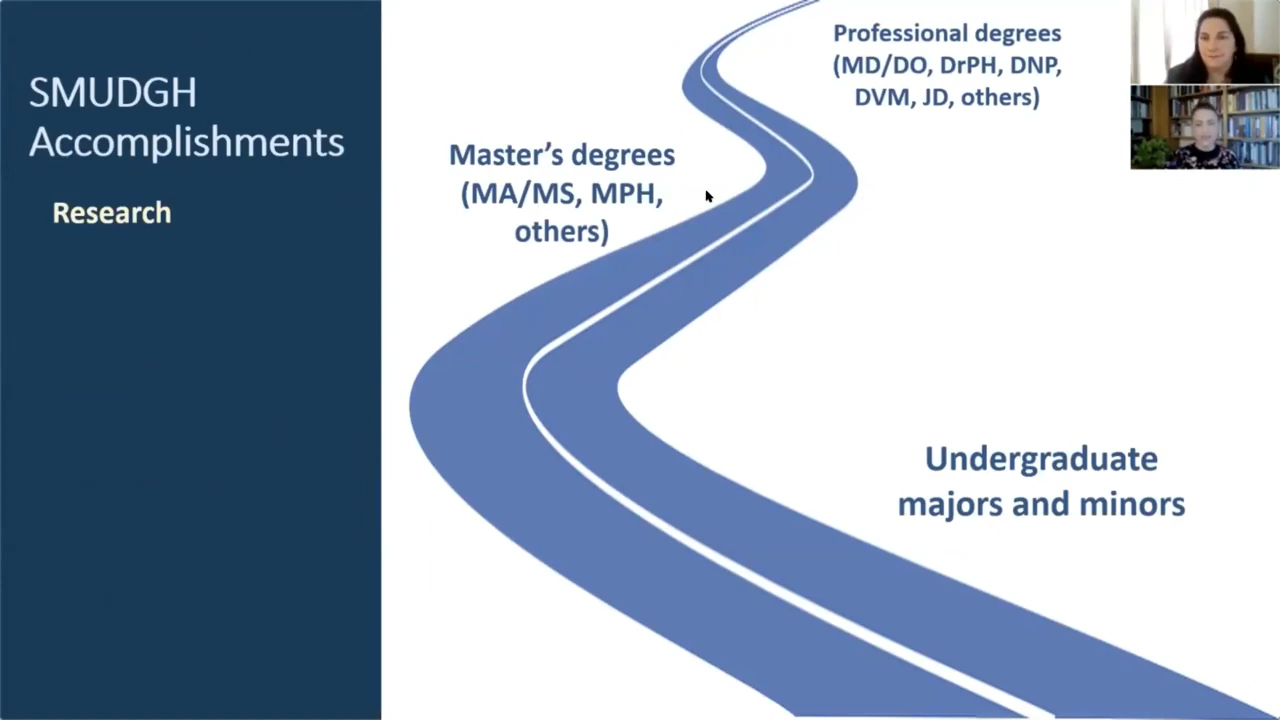 SMUDGH
Accomplishments
Research
Professional degrees
(MD/DO, DrPH, DNP,
DVM, JD, others)
Master’s degrees
(MA/MS, MPH,
others)
Undergraduate
majors and minors